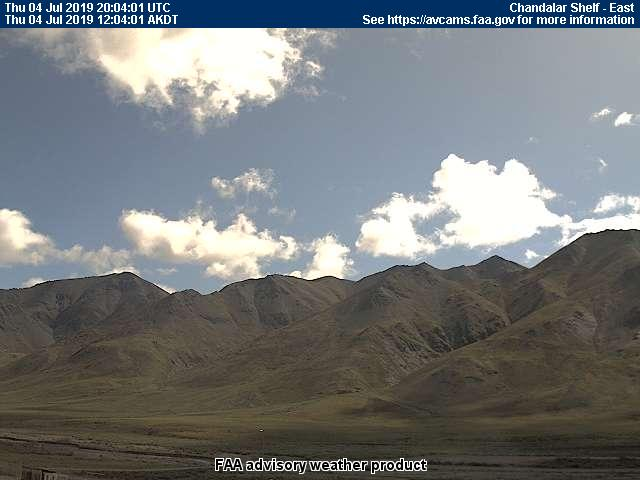 Thu 04 Jul 2019 20:04:01 UTC
Chandalar Shelf - East
Thu 04 Jul 2019 12:04:01 AKDT
See https://avcams.faa.gov for more information
FAA advisory weather product